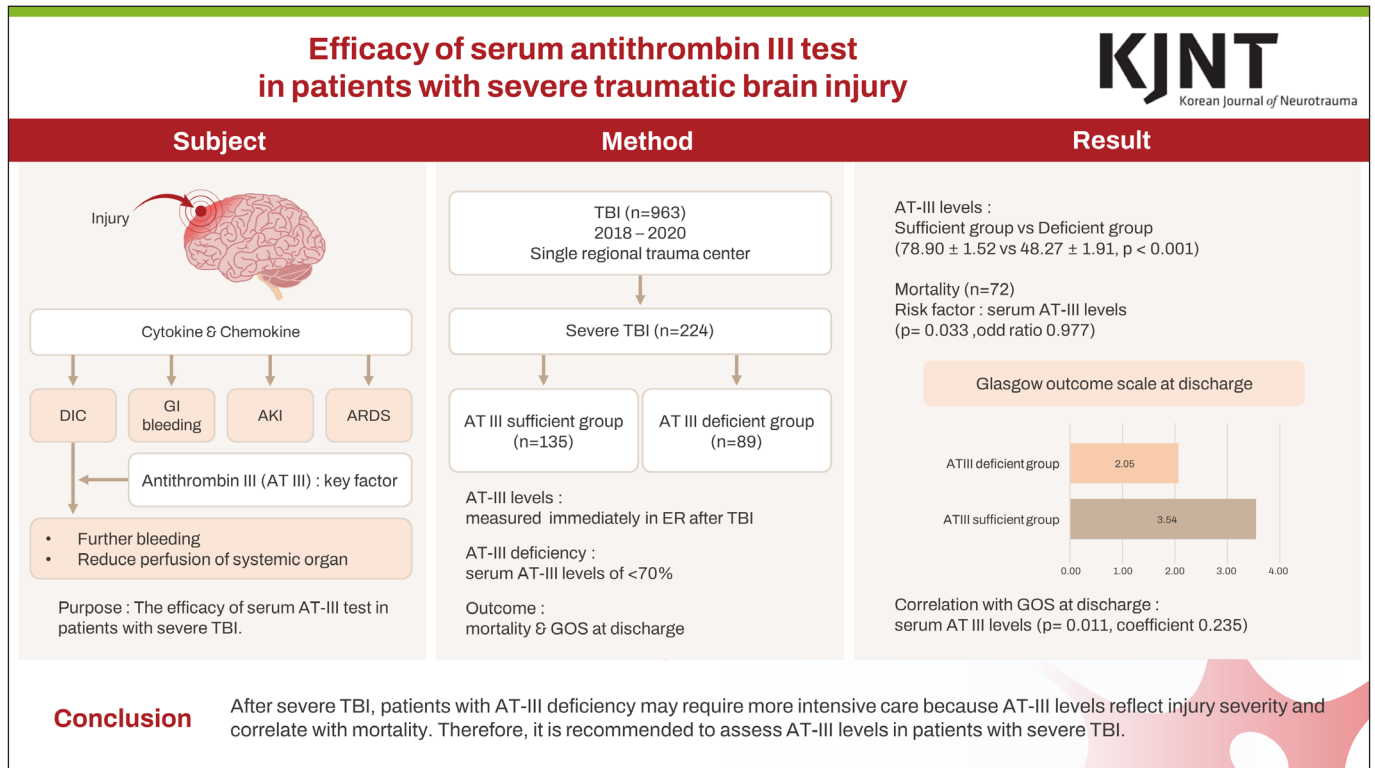 Efficacy of serum antithrombin III test
in patients with severe traumatic brain injury
KJNT
Korean Journal of Neurotrauma
Subject
Method
Result
Injury
Cytokine & Chemokine
DIC
GI
bleeding
AKI
ARDS
Antithrombin III (AT III) : key factor
• Further bleeding
• Reduce perfusion of systemic organ
Purpose : The efficacy of serum AT-III test in
patients with severe TBI.
TBI (n=963)
2018 – 2020
Single regional trauma center
Severe TBI (n=224)
AT III sufficient group
(n=135)
AT III deficient group
(n=89)
AT-III levels :
measured immediately in ER after TBI
AT-III deficiency :
serum AT-III levels of <70%
Outcome :
mortality & GOS at discharge
AT-III levels :
Sufficient group vs Deficient group
(78.90 ± 1.52 vs 48.27 ± 1.91, p < 0.001)
Mortality (n=72)
Risk factor : serum AT-III levels
(p= 0.033 ,odd ratio 0.977)
Glasgow outcome scale at discharge
ATIII deficient group
2.05
ATIII sufficient group
3.54
0.00 1.00 2.00 3.00 4.00
Correlation with GOS at discharge :
serum AT III levels (p= 0.011, coefficient 0.235)
Conclusion
After severe TBI, patients with AT-III deficiency may require more intensive care because AT-III levels reflect injury severity and
correlate with mortality. Therefore, it is recommended to assess AT-III levels in patients with severe TBI.